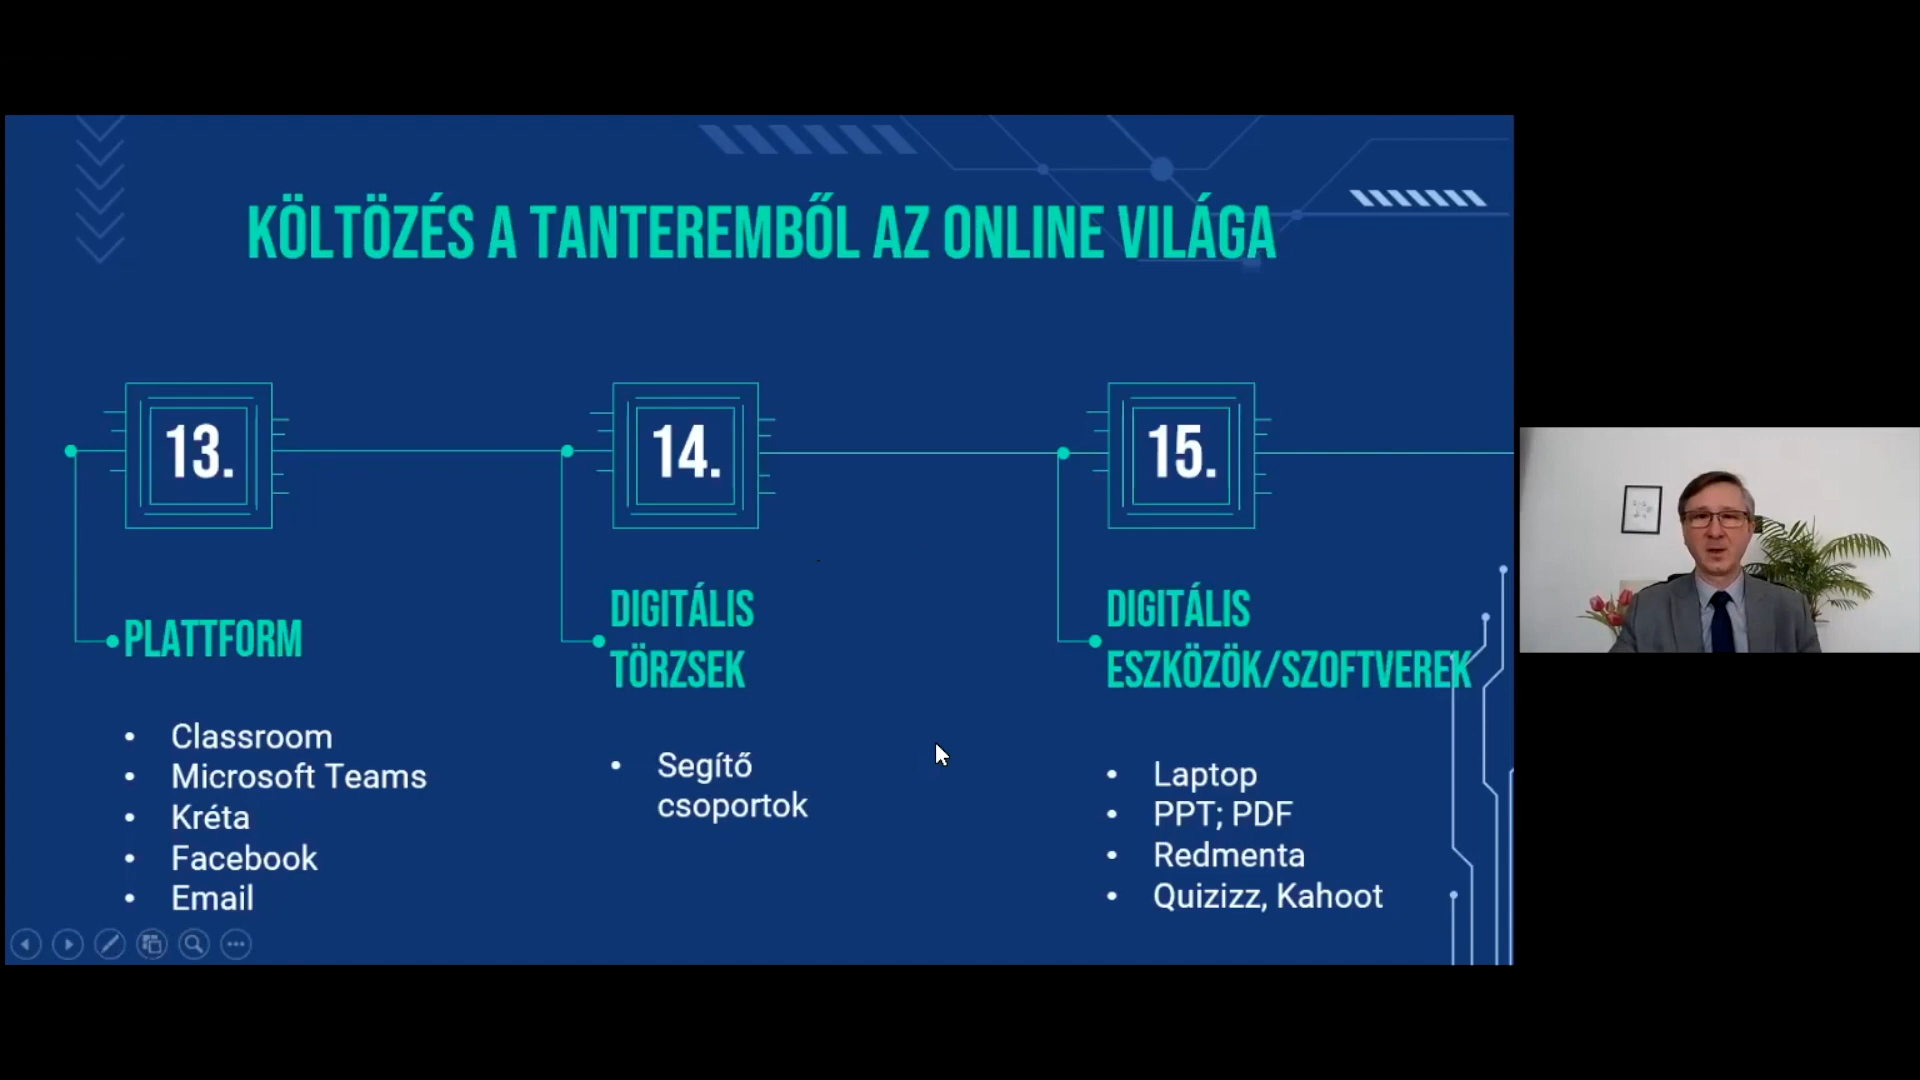 KÖLTÖZÉS A TANTEREMBŐL AZ ONLINE VILÁGA
13.
PLATTFORM
• Classroom
• Microsoft Teams
• Kréta
• Facebook
• Email
14.
DIGITÁLIS
TÖRZSEK
• Segítő
csoportok
15.
DIGITÁLIS
ESZKÖZÖK/SZOFTVEREK
• Laptop
• PPT; PDF
• Redmenta
• Quizizz, Kahoot